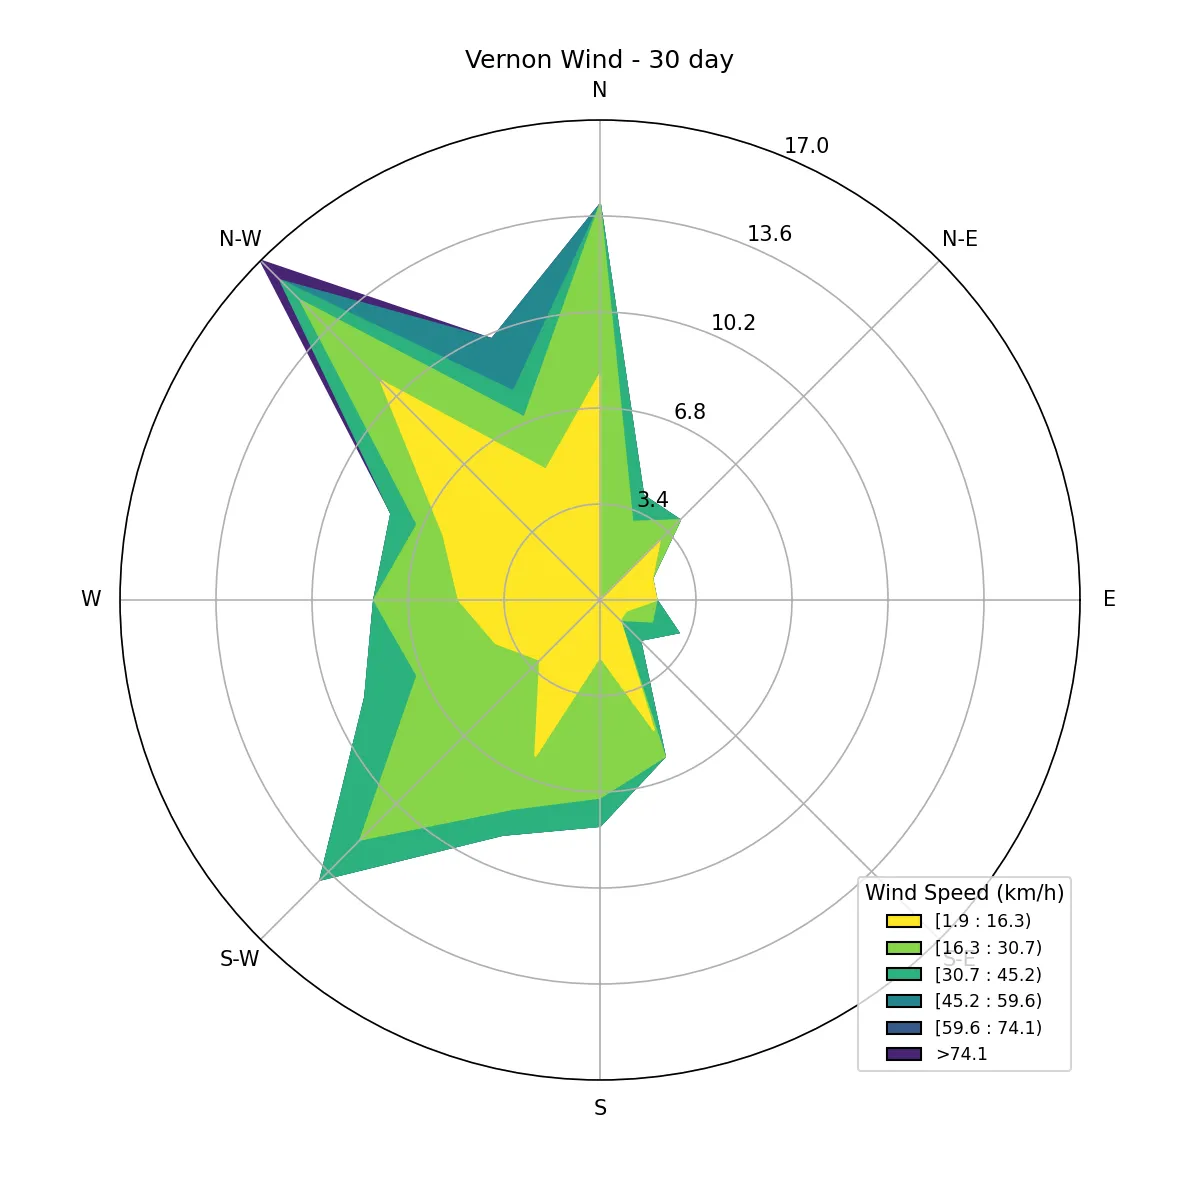 Vernon Wind - 30 day
N
17.0
N-W
13.6
N-E
10.2
6.8
3.4
W
E
S-W
S-E
S
Wind Speed (km/h)
[1.9 : 16.3)
[16.3 : 30.7)
[30.7 : 45.2)
[45.2 : 59.6)
[59.6 : 74.1)
>74.1